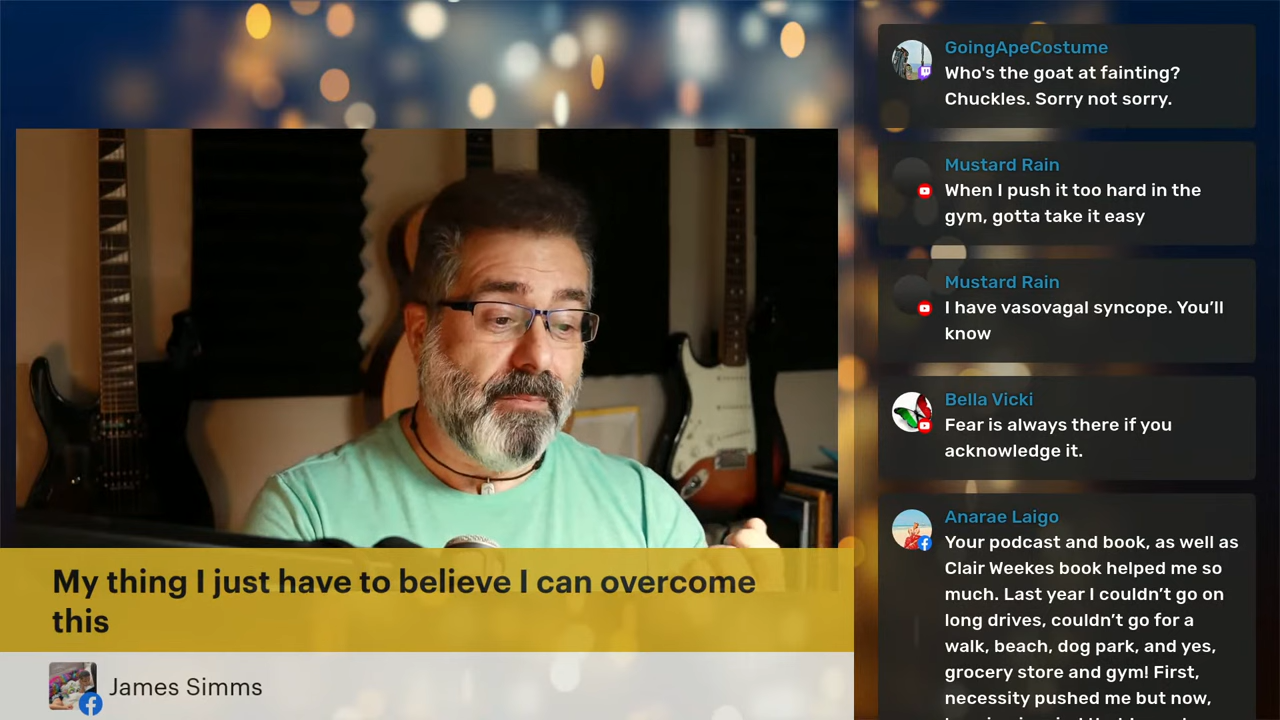 My thing I just have to believe I can overcome
this
James Simms
GoingApeCostume
Who's the goat at fainting?
Chuckles. Sorry not sorry.
Mustard Rain
When I push it too hard in the
gym, gotta take it easy
Mustard Rain
I have vasovagal syncope. You’ll
know
Bella Vicki
Fear is always there if you
acknowledge it.
Anarae Laigo
Your podcast and book, as well as
Clair Weekes book helped me so
much. Last year I couldn’t go on
long drives, couldn’t go for a
walk, beach, dog park, and yes,
grocery store and gym! First,
necessity pushed me but now,